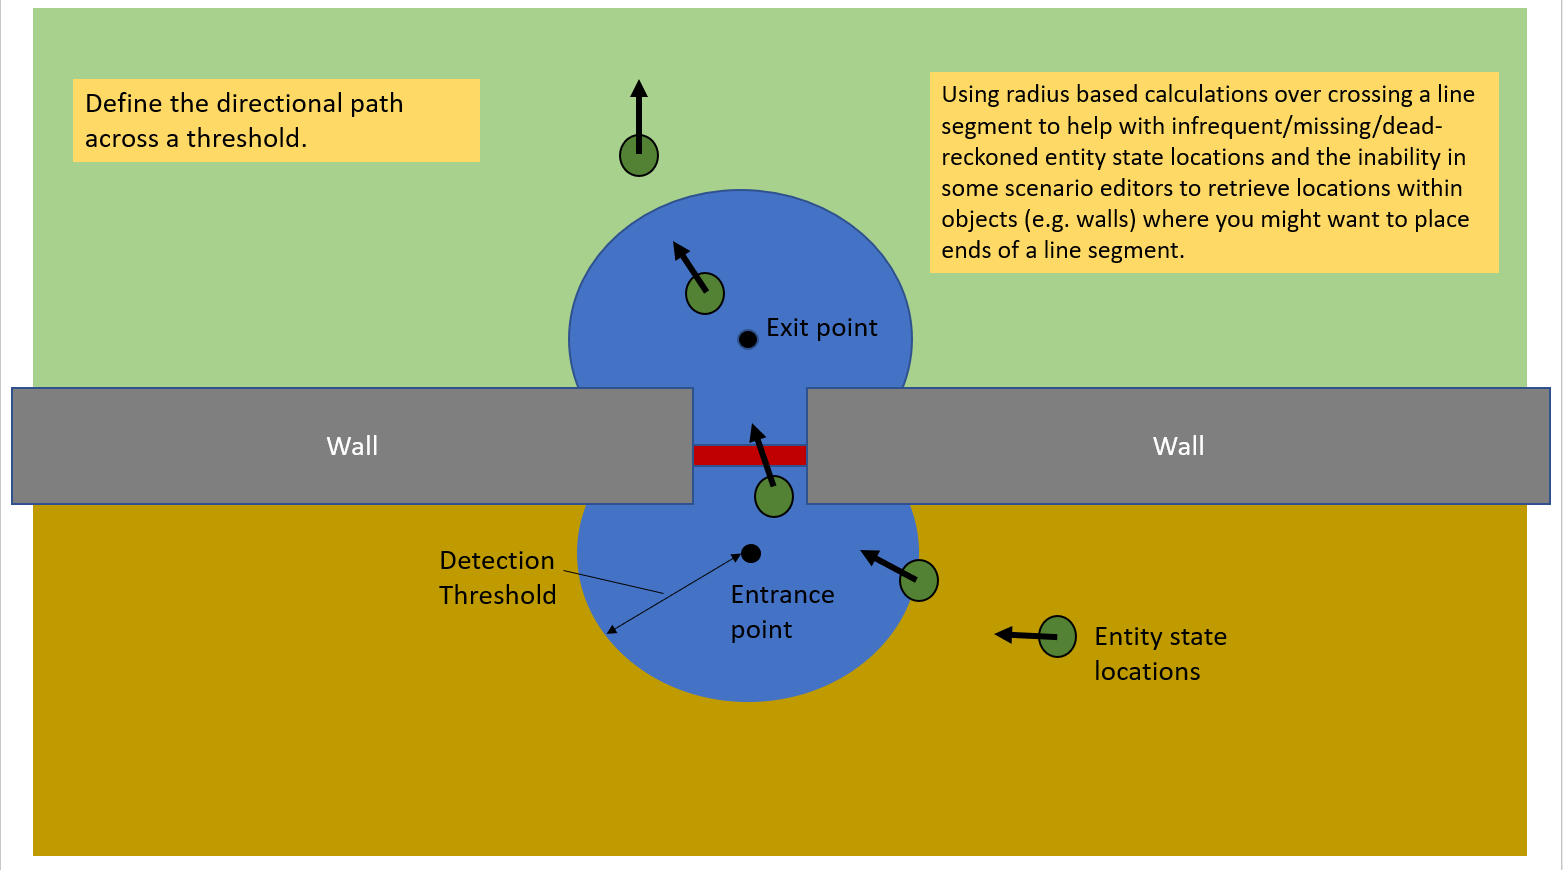 Define the directional path
across a threshold.
Using radius based calculations over crossing a line
segment to help with infrequent/missing/dead-
reckoned entity state locations and the inability in
some scenario editors to retrieve locations within
objects (e.g. walls) where you might want to place
ends of a line segment.
Exit point
Wall
Wall
Detection
Threshold
Entrance
point
Entity state
locations